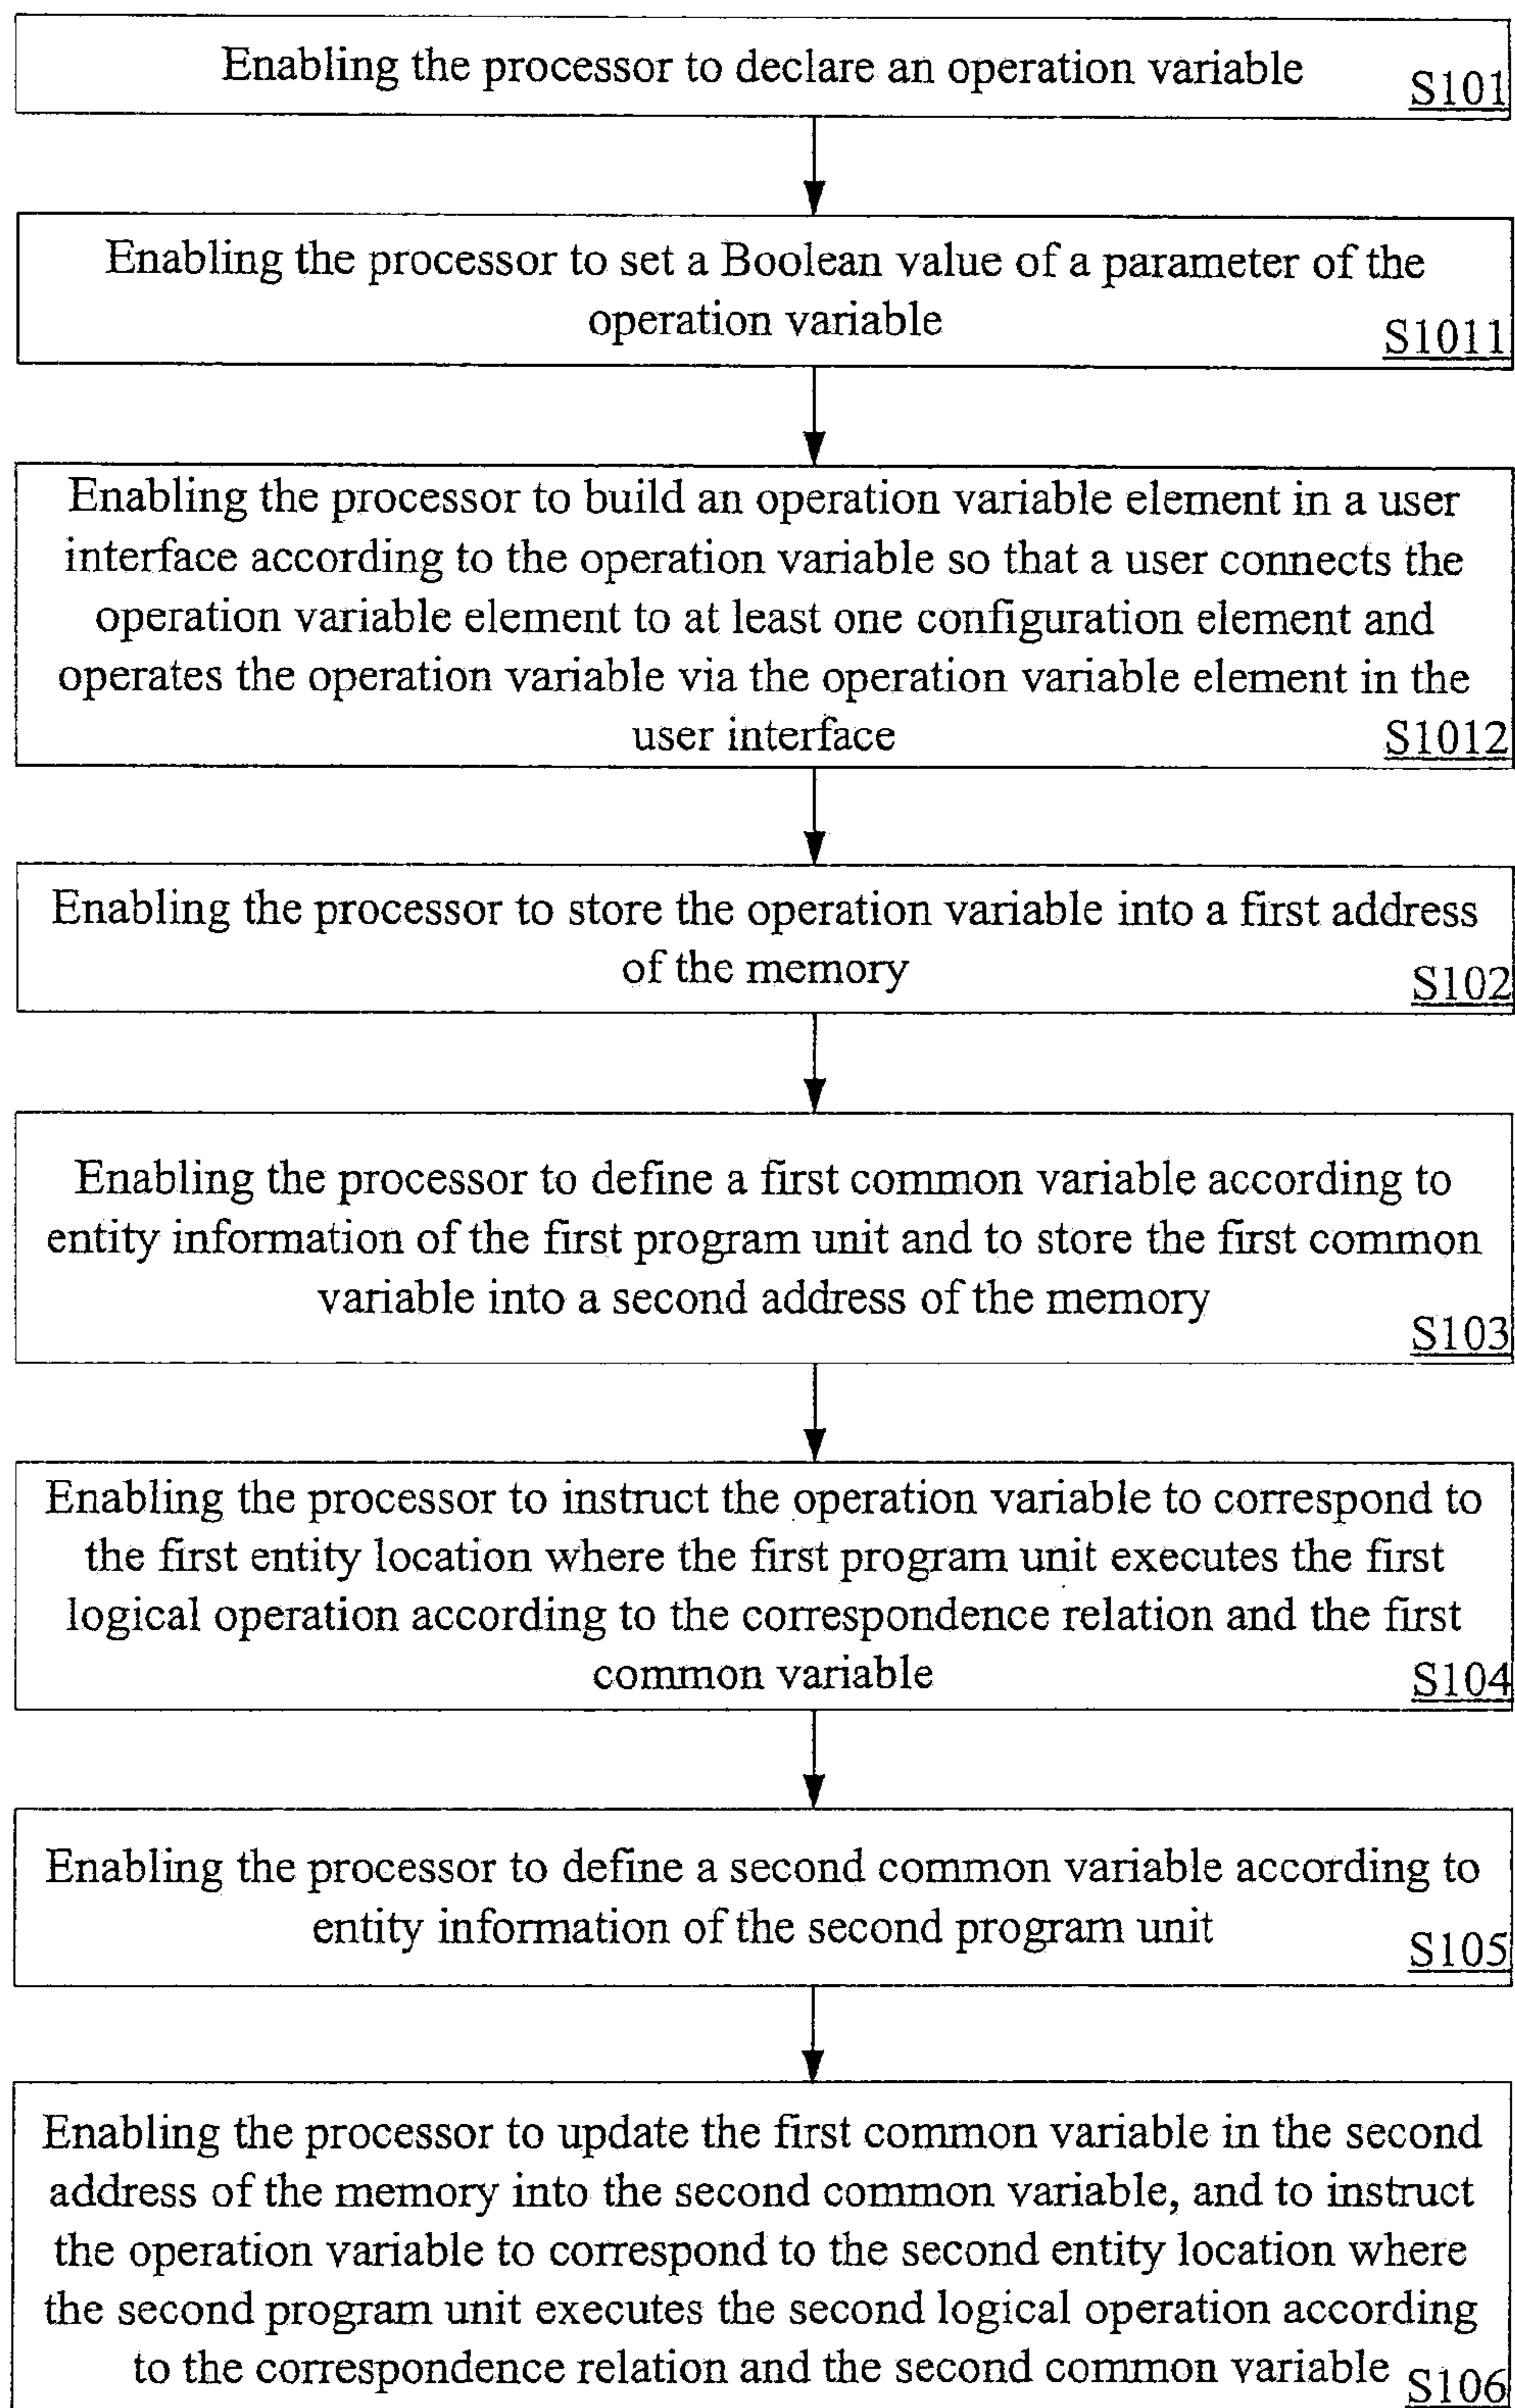 Enabling the processor to declare an operation variable
S101
Enabling the processor to set a Boolean value of a parameter of the
operation variable
S1011
Enabling the processor to build an operation variable element in a user
interface according to the operation variable so that a user connects the
operation variable element to at least one configuration element and
operates the operation variable via the operation variable element in the
user interface
S1012
Enabling the processor to store the operation variable into a first address
of the memory
S102
Enabling the processor to define a first common variable according to
entity information of the first program unit and to store the first common
variable into a second address of the memory
S103
Enabling the processor to instruct the operation variable to correspond to
the first entity location where the first program unit executes the first
logical operation according to the correspondence relation and the first
common variable
S104
Enabling the processor to define a second common variable according to
entity information of the second program unit
S105
Enabling the processor to update the first common variable in the second
address of the memory into the second common variable, and to instruct
the operation variable to correspond to the second entity location where
the second program unit executes the second logical operation according
to the correspondence relation and the second common variable
S106